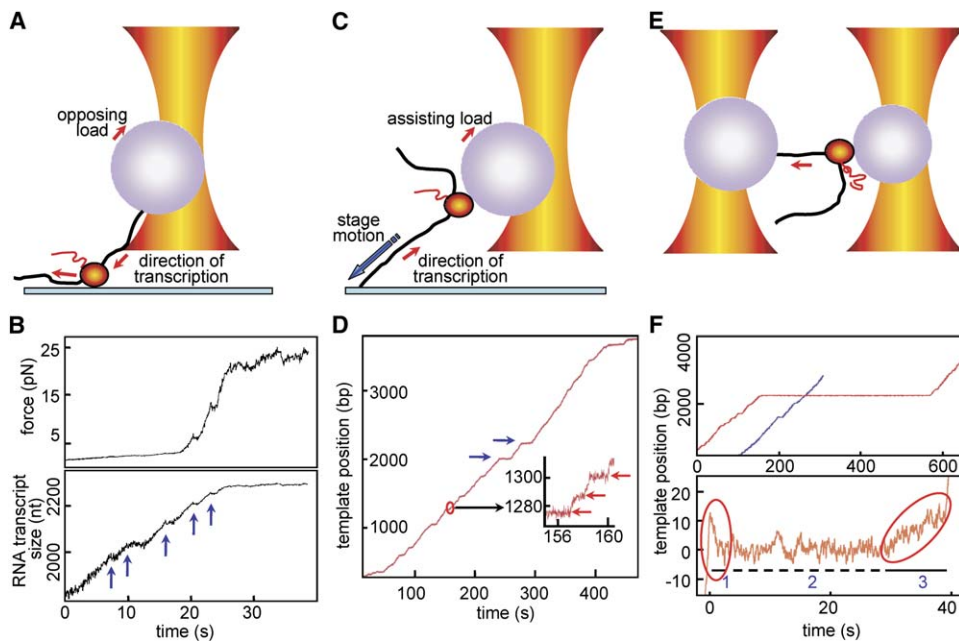 A
opposing
load
direction of
transcription
C
assisting load
stage
motion
direction of
transcription
E
B
force (pN)
25
15
5
RNA transcript
size (nt)
2200
2000
0 10 20 30
time (s)
D
template position (bp)
3000
2000
1000
1300
1280
156 160
100 200 300 400
time (s)
F
template position (bp)
4000
2000
0 200 400 600
20
10
0
-10
1 2 3
0 20 40
time (s)